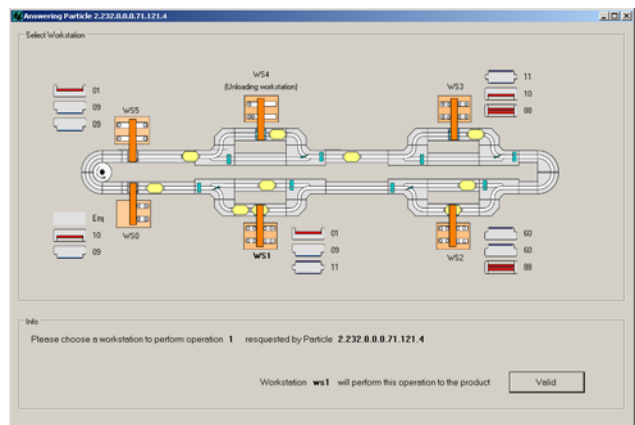 Answering Particle 2.232.0.0.0.71.121.4
Select Workstation
WS4
(Unloading workstation)
WS3
11
10
88
01
09
09
WS5
Emp
10
09
WS0
WS1
01
09
11
WS2
60
60
88
Info
Please choose a workstation to perform operation 1 resquested by Particle 2.232.0.0.0.71.121.4
Workstation ws1 will perform this operation to the product
Valid